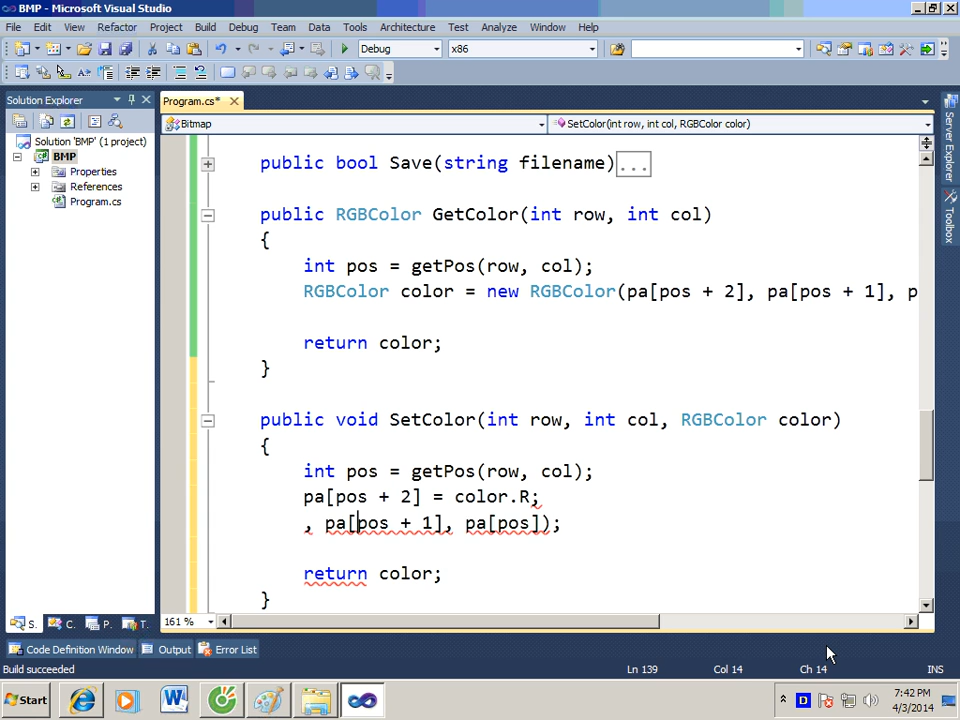 BMP - Microsoft Visual Studio
File Edit View Refactor Project Build Debug Team Data Tools Architecture Test Analyze Window Help
Debug x86
Solution Explorer
Program.cs*
Bitmap
SetColor(int row, int col, RGBColor color)
Solution 'BMP' (1 project)
BMP
Properties
References
Program.cs
public bool Save(string filename)...
public RGBColor GetColor(int row, int col)
{
int pos = getPos(row, col);
RGBColor color = new RGBColor(pa[pos + 2], pa[pos + 1], p
return color;
}
public void SetColor(int row, int col, RGBColor color)
{
int pos = getPos(row, col);
pa[pos + 2] = color.R;
, pa[pos + 1], pa[pos]);
return color;
}
Server Explorer
Toolbox
S. C. P. T.
161 %
Code Definition Window Output Error List
Build succeeded
Ln 139 Col 14 Ch 14 INS
Start
D
7:42 PM
4/3/2014